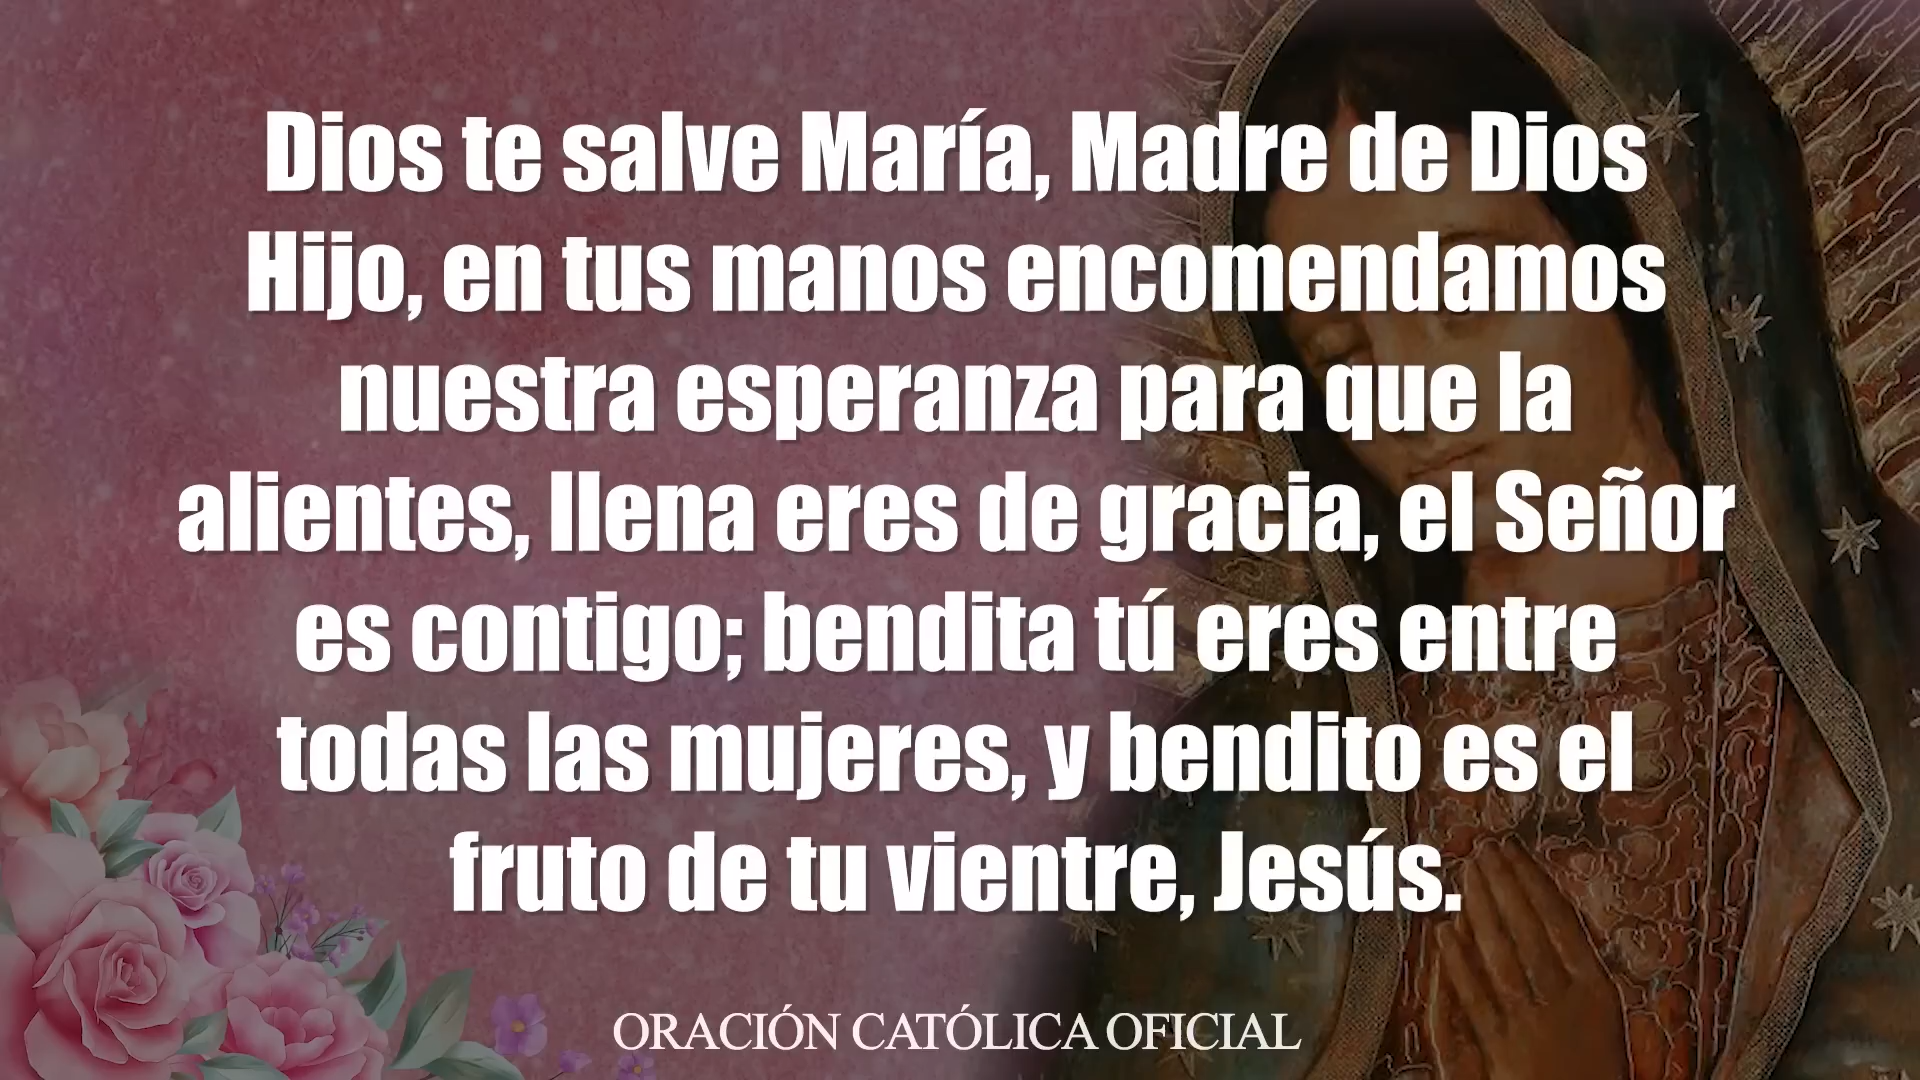 Dios te salve María, Madre de Dios
Hijo, en tus manos encomendamos
nuestra esperanza para que la
alientes, llena eres de gracia, el Señor
es contigo; bendita tú eres entre
todas las mujeres, y bendito es el
fruto de tu vientre, Jesús.
ORACIÓN CATÓLICA OFICIAL